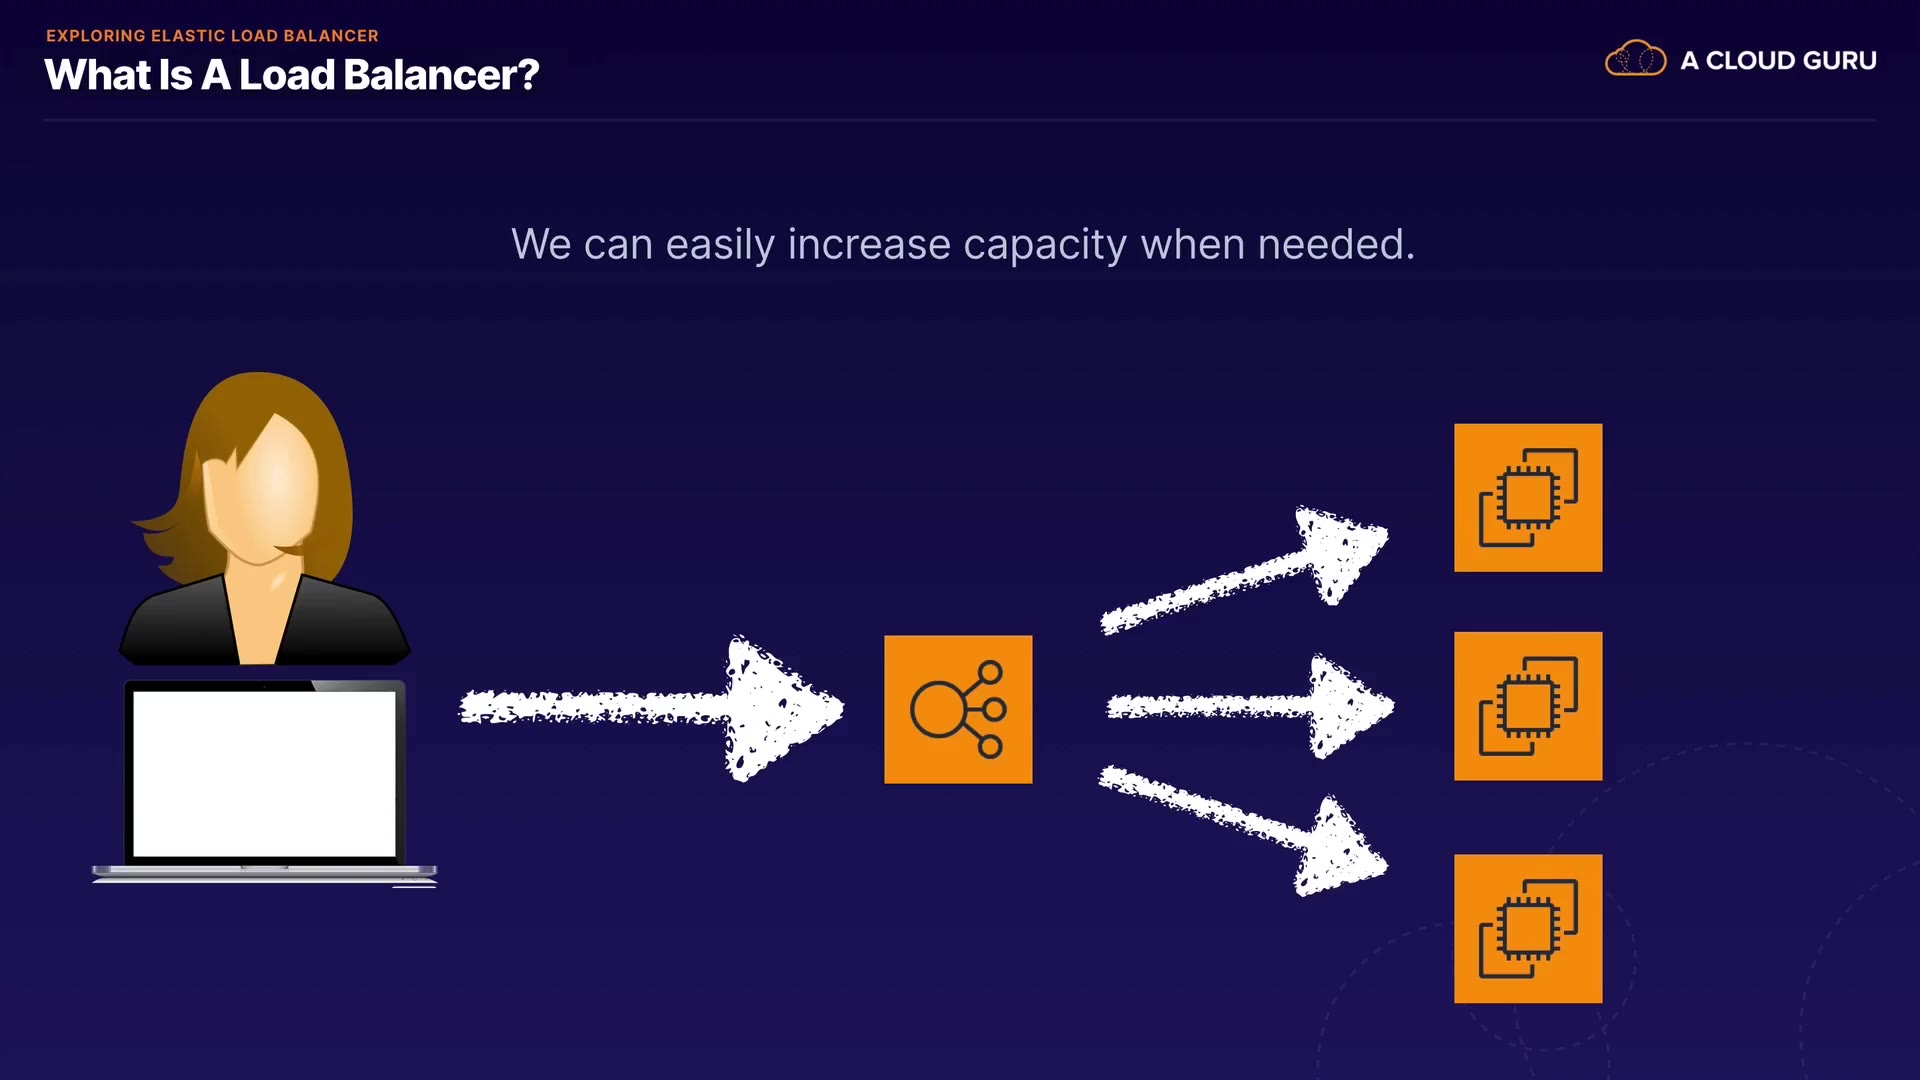 EXPLORING ELASTIC LOAD BALANCER
What Is A Load Balancer?
A CLOUD GURU
We can easily increase capacity when needed.